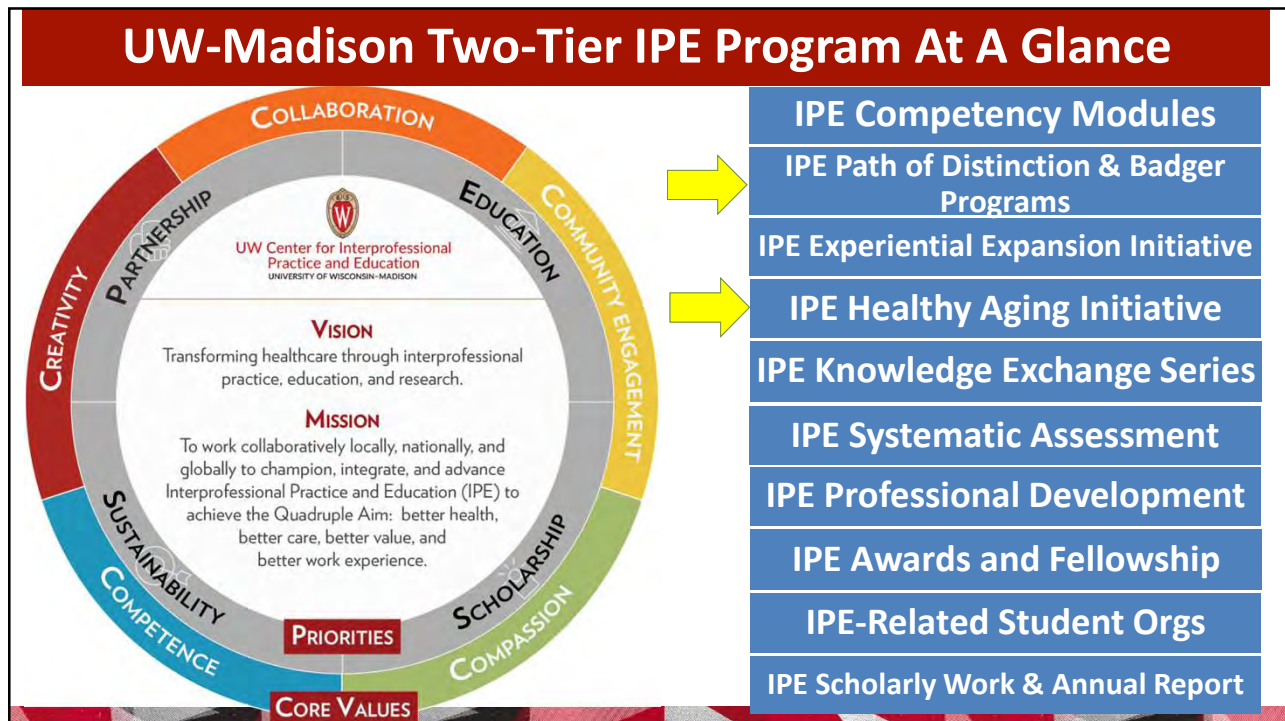 UW-Madison Two-Tier IPE Program At A Glance
COLLABORATION
CREATIVITY
COMMUNITY ENGAGEMENT
COMPETENCE
COMPASSION
CORE VALUES
PARTNERSHIP
EDUCATION
SUSTAINABILITY
SCHOLARSHIP
PRIORITIES
W
UW Center for Interprofessional
Practice and Education
UNIVERSITY OF WISCONSIN–MADISON
VISION
Transforming healthcare through interprofessional
practice, education, and research.
MISSION
To work collaboratively locally, nationally, and
globally to champion, integrate, and advance
Interprofessional Practice and Education (IPE) to
achieve the Quadruple Aim: better health,
better care, better value, and
better work experience.
IPE Competency Modules
IPE Path of Distinction & Badger
Programs
IPE Experiential Expansion Initiative
IPE Healthy Aging Initiative
IPE Knowledge Exchange Series
IPE Systematic Assessment
IPE Professional Development
IPE Awards and Fellowship
IPE-Related Student Orgs
IPE Scholarly Work & Annual Report